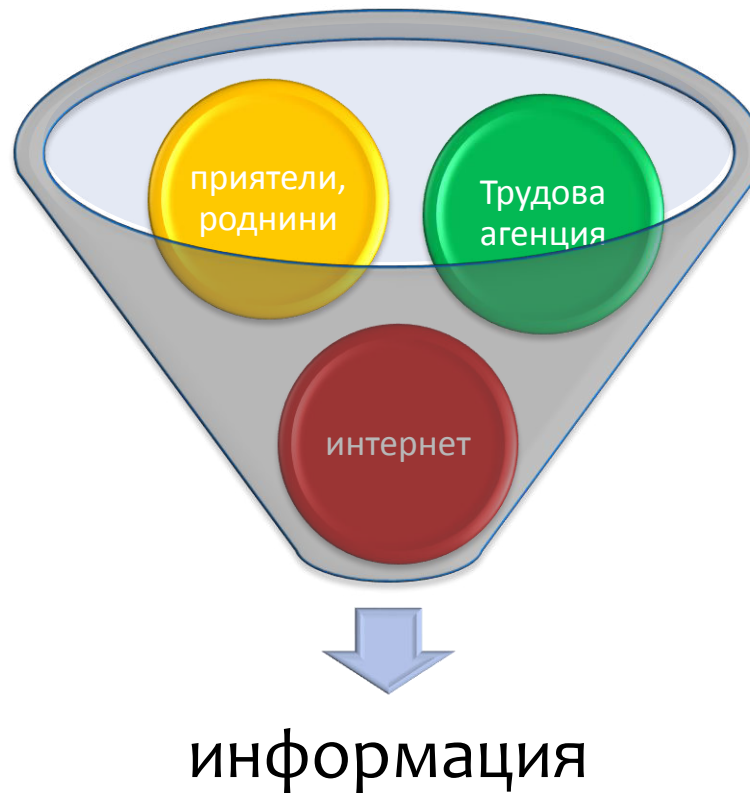 приятели,
роднини
Трудова
агенция
интернет
информация